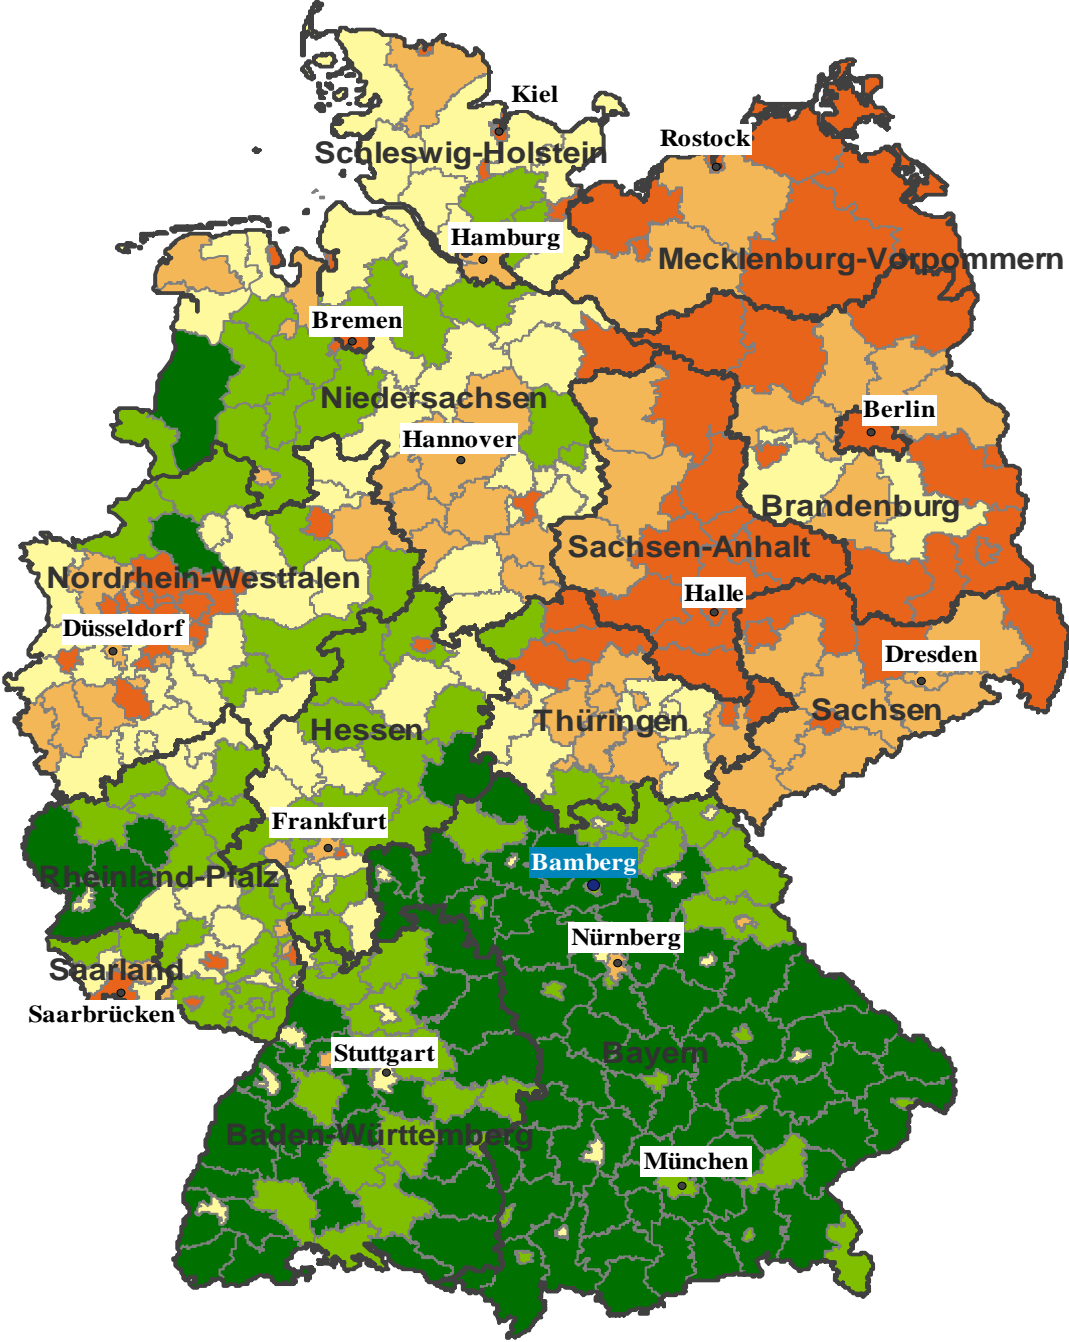 Kiel
Rostock
Schleswig-Holstein
Hamburg
Mecklenburg-Vorpommern
Bremen
Niedersachsen
Berlin
Hannover
Brandenburg
Sachsen-Anhalt
Nordrhein-Westfalen
Halle
Düsseldorf
Dresden
Sachsen
Thüringen
Hessen
Frankfurt
Bamberg
Rheinland-Pfalz
Nürnberg
Saarland
Saarbrücken
Stuttgart
Bayern
Baden-Württemberg
München